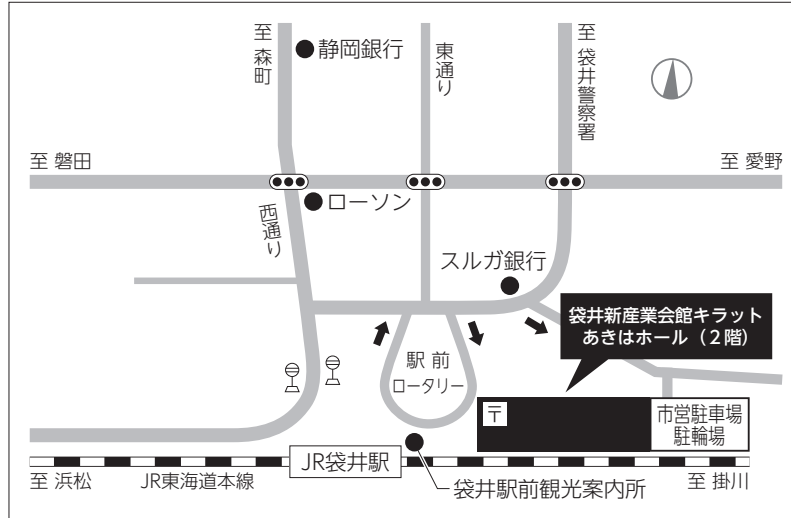 至 森町
静岡銀行
東通り
至 袋井警察署
至 磐田
至 愛野
ローソン
西通り
スルガ銀行
袋井新産業会館キラット
あきはホール（２階）
駅 前
ロータリー
〒
市営駐車場
駐輪場
JR袋井駅
至 浜松
JR東海道本線
袋井駅前観光案内所
至 掛川